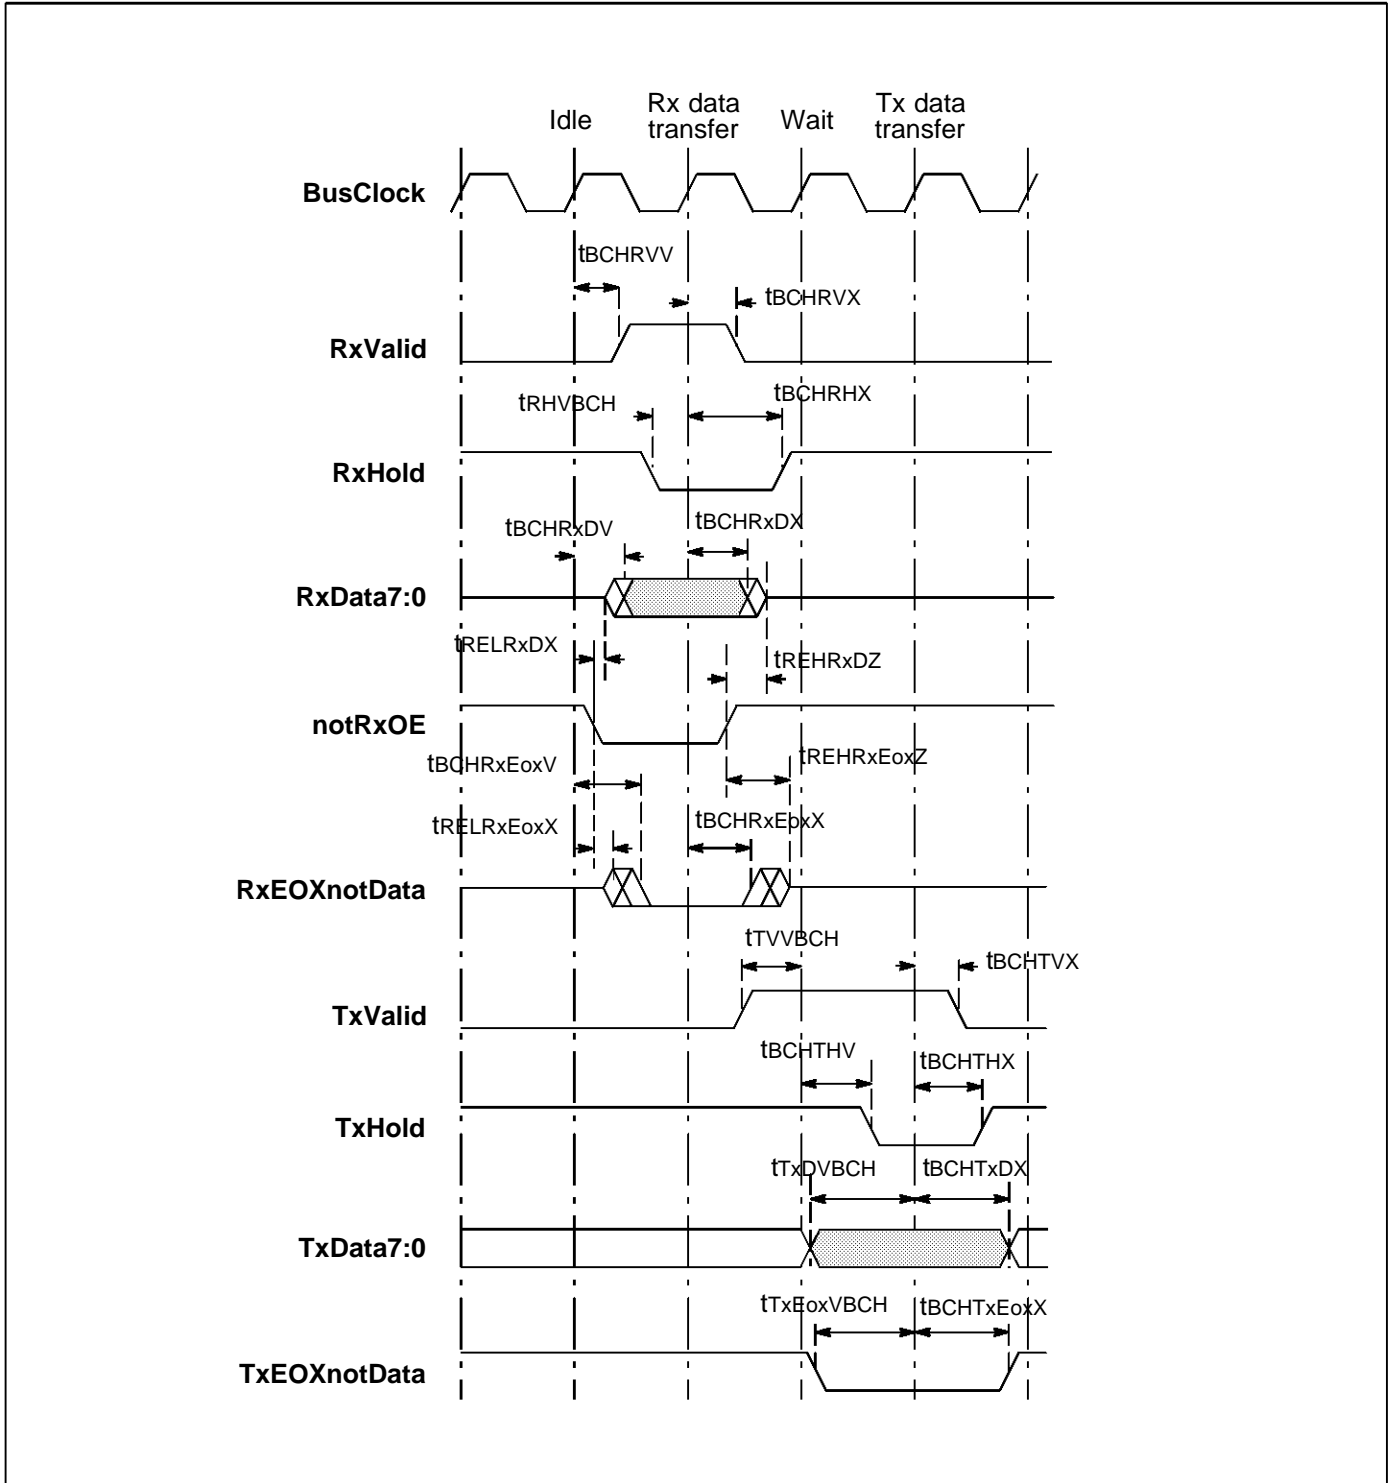 Idle
Rx data
transfer
Wait
Tx data
transfer
BusClock
tBCHRVV
tBCHRVX
RxValid
tRHVBCH
tBCHRHX
RxHold
tBCHRxDV
tBCHRxDX
RxData7:0
tRELRxDX
tREHRxDZ
notRxOE
tBCHRxEoxV
tREHRxEoxZ
tRELRxEoxX
tBCHRxEoxX
RxEOXnotData
tTVVBCH
tBCHTVX
TxValid
tBCHTHV
tBCHTHX
TxHold
tTxDVBCH
tBCHTxDX
TxData7:0
tTxEoxVBCH
tBCHTxEoxX
TxEOXnotData